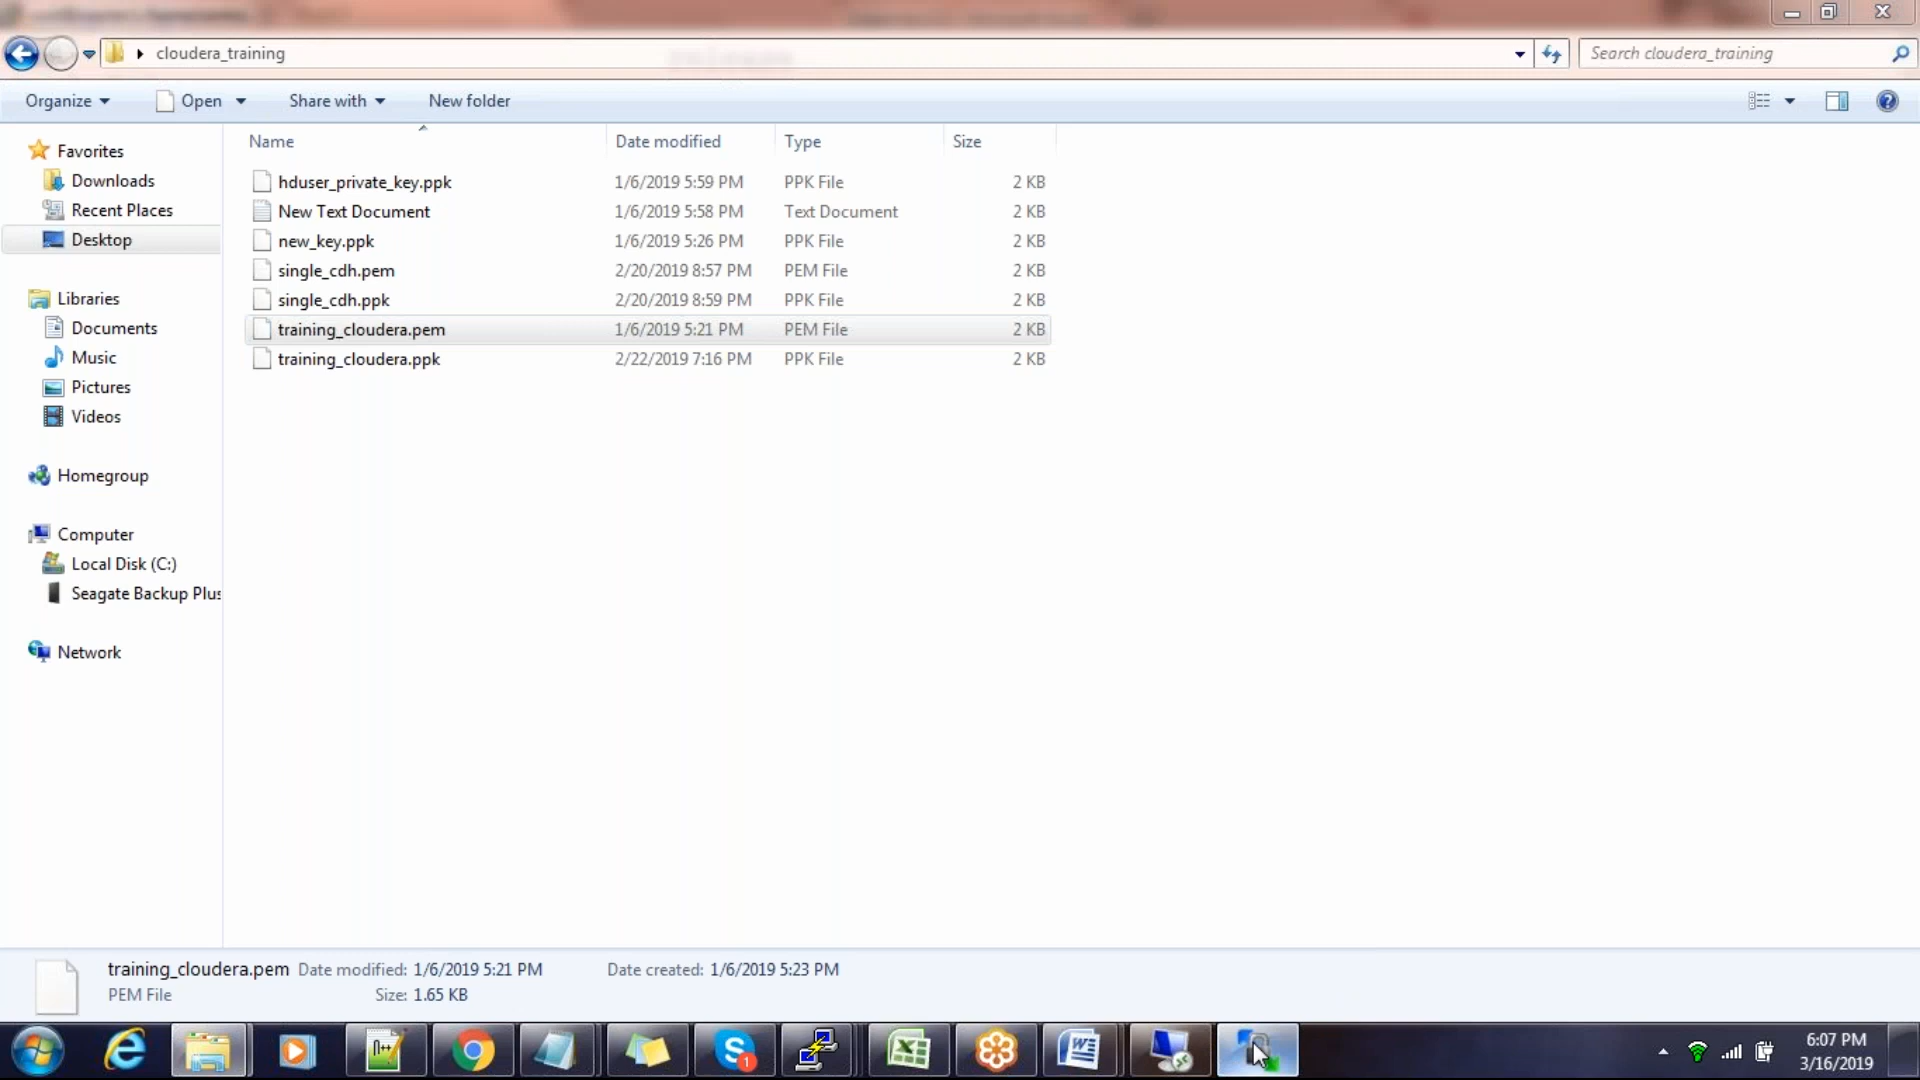 cloudera_training
Search cloudera_training
Organize
Open
Share with
New folder
Name
Date modified
Type
Size
Favorites
Downloads
Recent Places
Desktop
Libraries
Documents
Music
Pictures
Videos
Homegroup
Computer
Local Disk (C:)
Seagate Backup Plus
Network
hduser_private_key.ppk 1/6/2019 5:59 PM PPK File 2 KB
New Text Document 1/6/2019 5:58 PM Text Document 2 KB
new_key.ppk 1/6/2019 5:26 PM PPK File 2 KB
single_cdh.pem 2/20/2019 8:57 PM PEM File 2 KB
single_cdh.ppk 2/20/2019 8:59 PM PPK File 2 KB
training_cloudera.pem 1/6/2019 5:21 PM PEM File 2 KB
training_cloudera.ppk 2/22/2019 7:16 PM PPK File 2 KB
training_cloudera.pem Date modified: 1/6/2019 5:21 PM Date created: 1/6/2019 5:23 PM
PEM File Size: 1.65 KB
n++
S
1
W
6:07 PM
3/16/2019